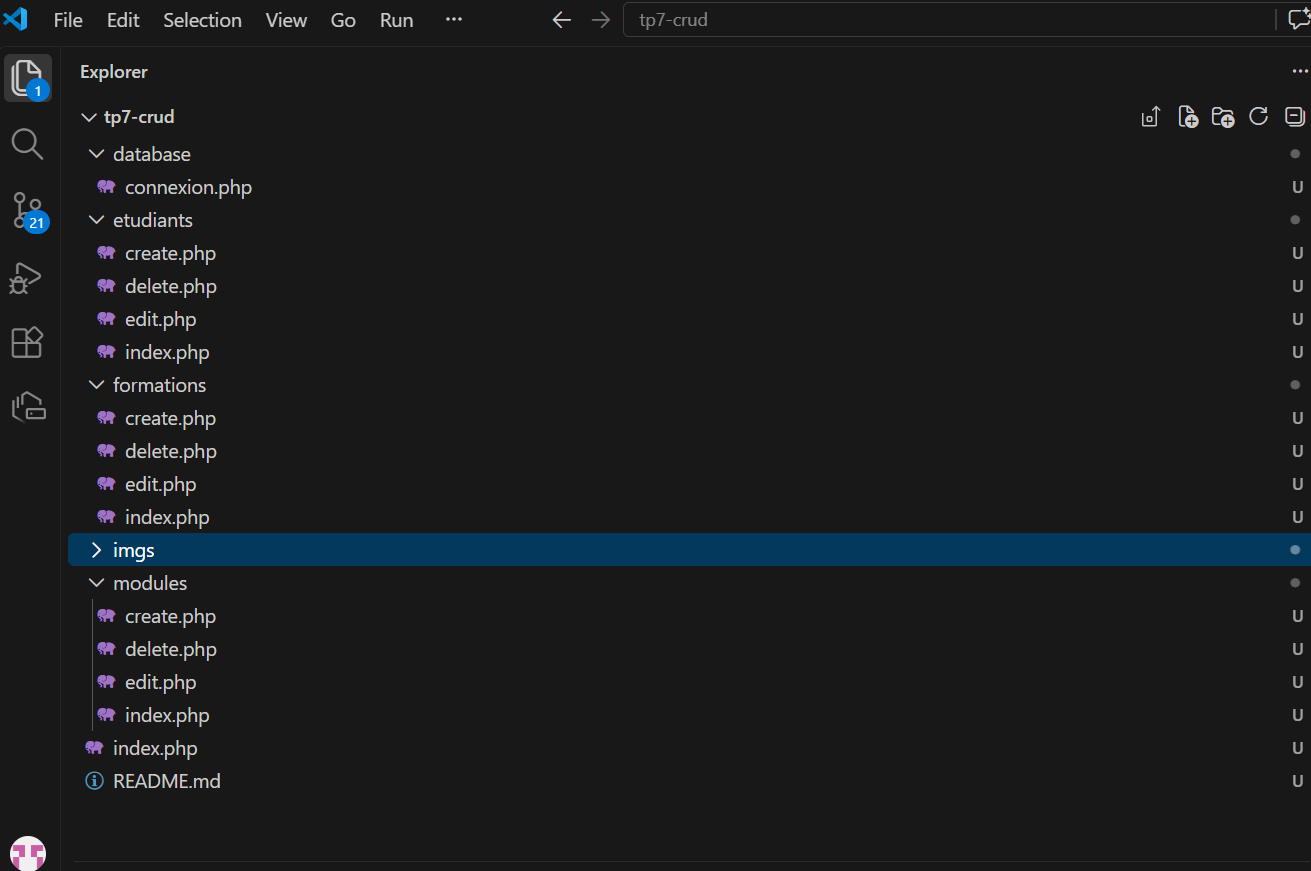 File Edit Selection View Go Run ··· tp7-crud
Explorer ···
1
tp7-crud
database
connexion.php U
etudiants
21
create.php U
delete.php U
edit.php U
index.php U
formations
create.php U
delete.php U
edit.php U
index.php U
imgs
modules
create.php U
delete.php U
edit.php U
index.php U
index.php U
README.md U